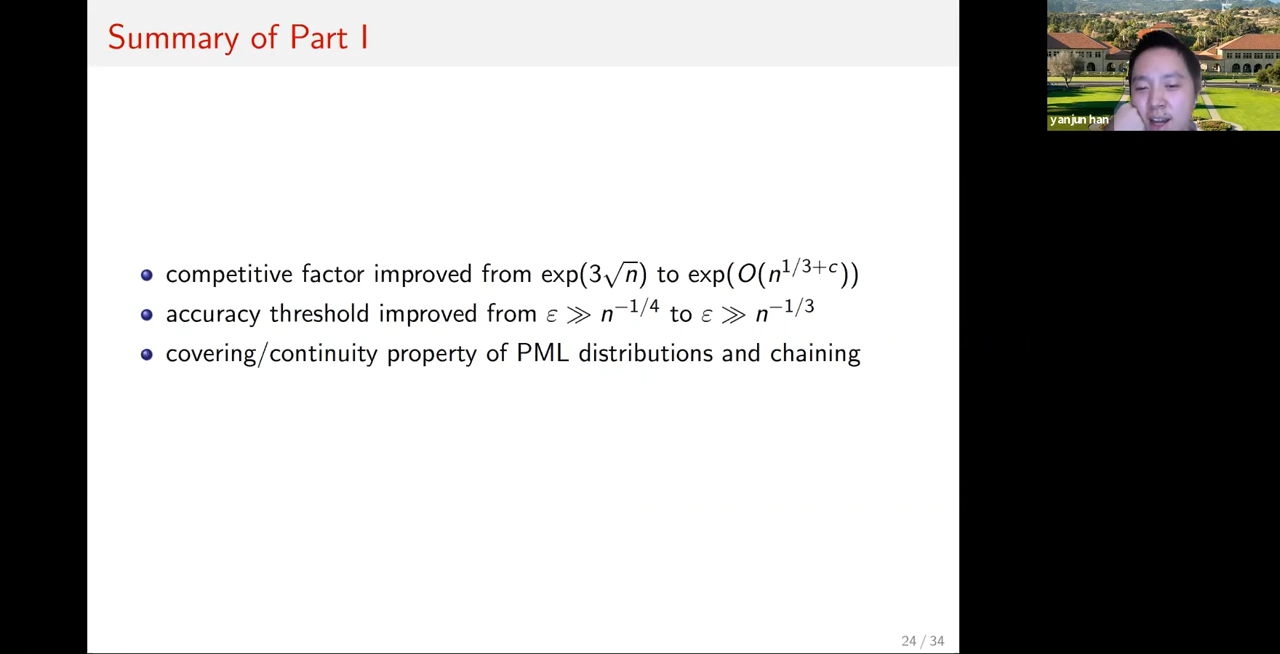 Summary of Part I
yanjun han
competitive factor improved from exp(3√n) to exp(O(n^{1/3+c}))
accuracy threshold improved from ε ≫ n^{−1/4} to ε ≫ n^{−1/3}
covering/continuity property of PML distributions and chaining
24 / 34